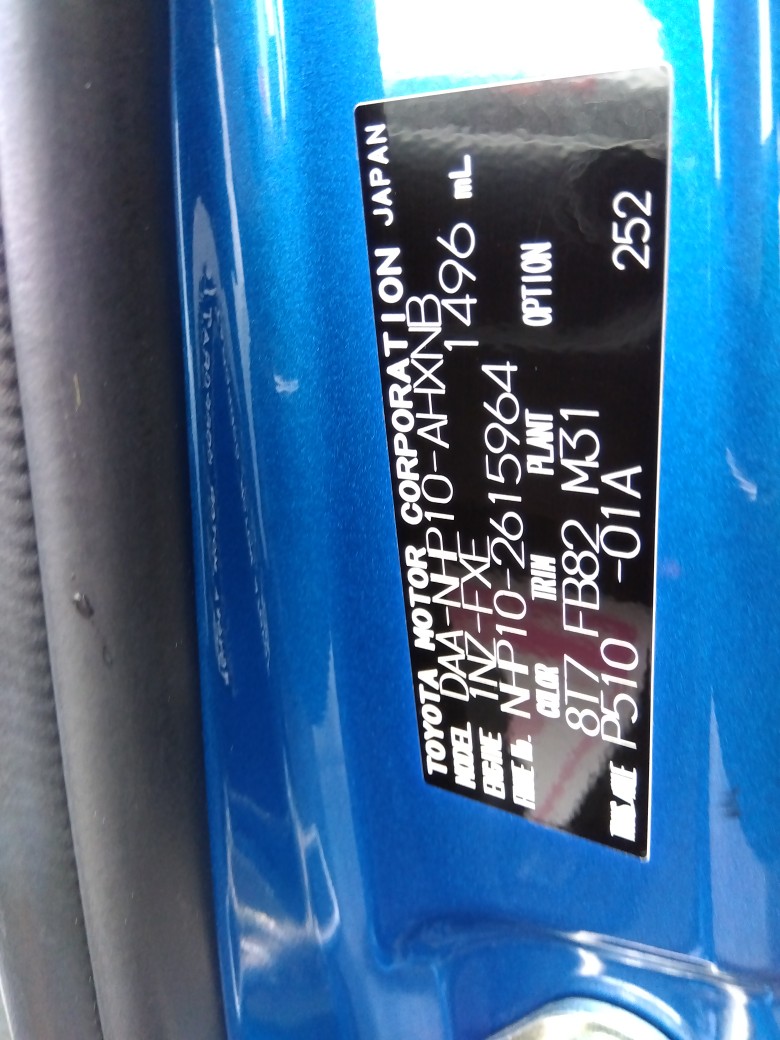 TOYOTA MOTOR CORPORATION JAPAN
MODEL DAA-NHP10-AHXNB
ENGINE 1NZ-FXE 1496 mL
FRAME No. NHP10-2615964
COLOR TRIM PLANT OPTION
8T7 FB82 M31
TRANS/AXLE P510 -01A 252